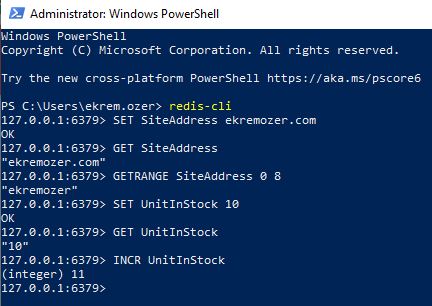 Administrator: Windows PowerShell
Windows PowerShell
Copyright (C) Microsoft Corporation. All rights reserved.
Try the new cross-platform PowerShell https://aka.ms/pscore6
PS C:\Users\ekrem.ozer> redis-cli
127.0.0.1:6379> SET SiteAddress ekremozer.com
OK
127.0.0.1:6379> GET SiteAddress
"ekremozer.com"
127.0.0.1:6379> GETRANGE SiteAddress 0 8
"ekremozer"
127.0.0.1:6379> SET UnitInStock 10
OK
127.0.0.1:6379> GET UnitInStock
"10"
127.0.0.1:6379> INCR UnitInStock
(integer) 11
127.0.0.1:6379>